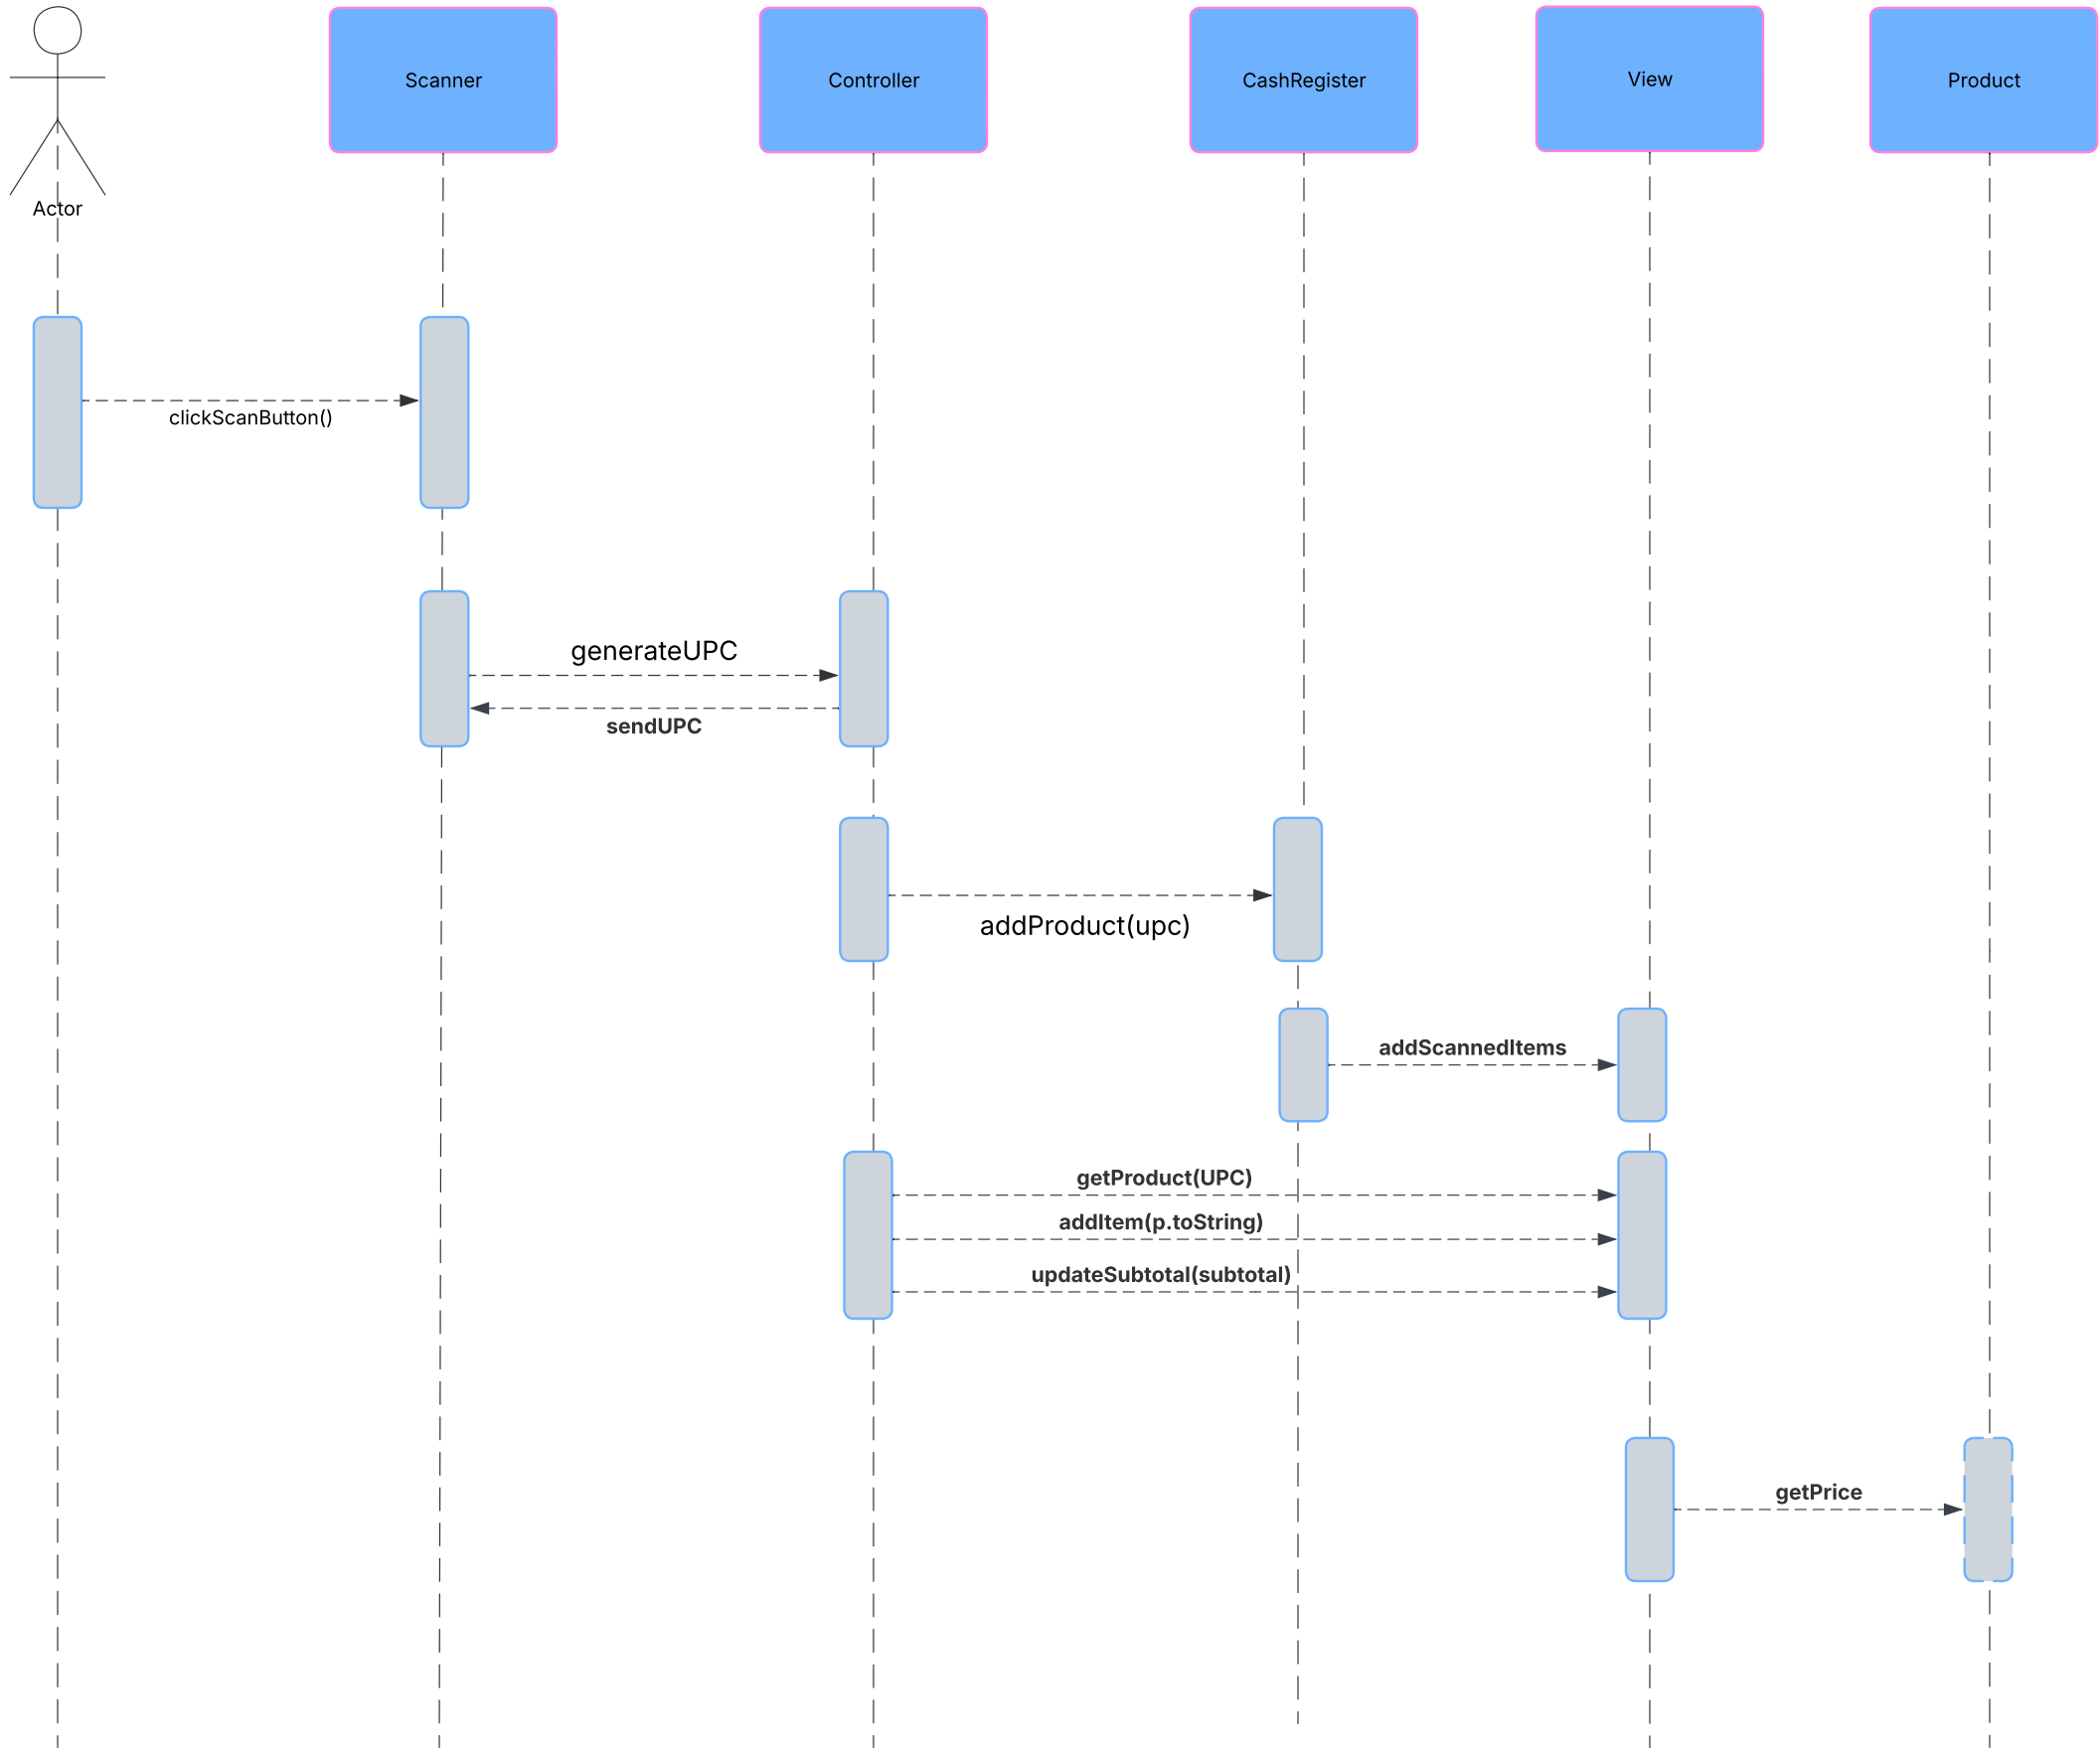 Scanner
Controller
CashRegister
View
Product
Actor
clickScanButton()
generateUPC
sendUPC
addProduct(upc)
addScannedItems
getProduct(UPC)
addItem(p.toString)
updateSubtotal(subtotal)
getPrice